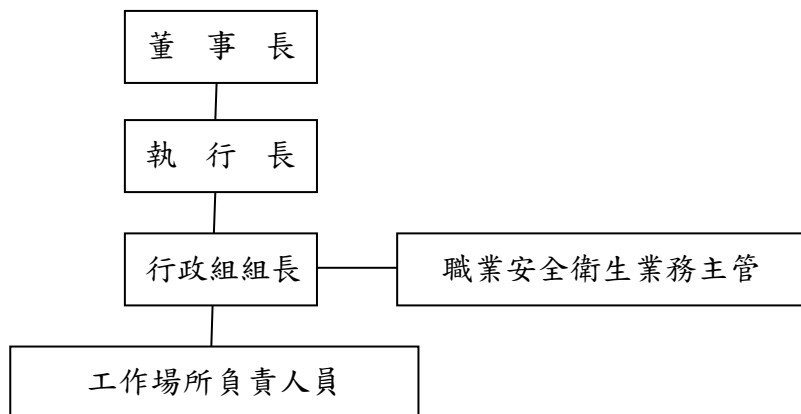 董　事　長
執　行　長
行政組組長
職業安全衛生業務主管
工作場所負責人員